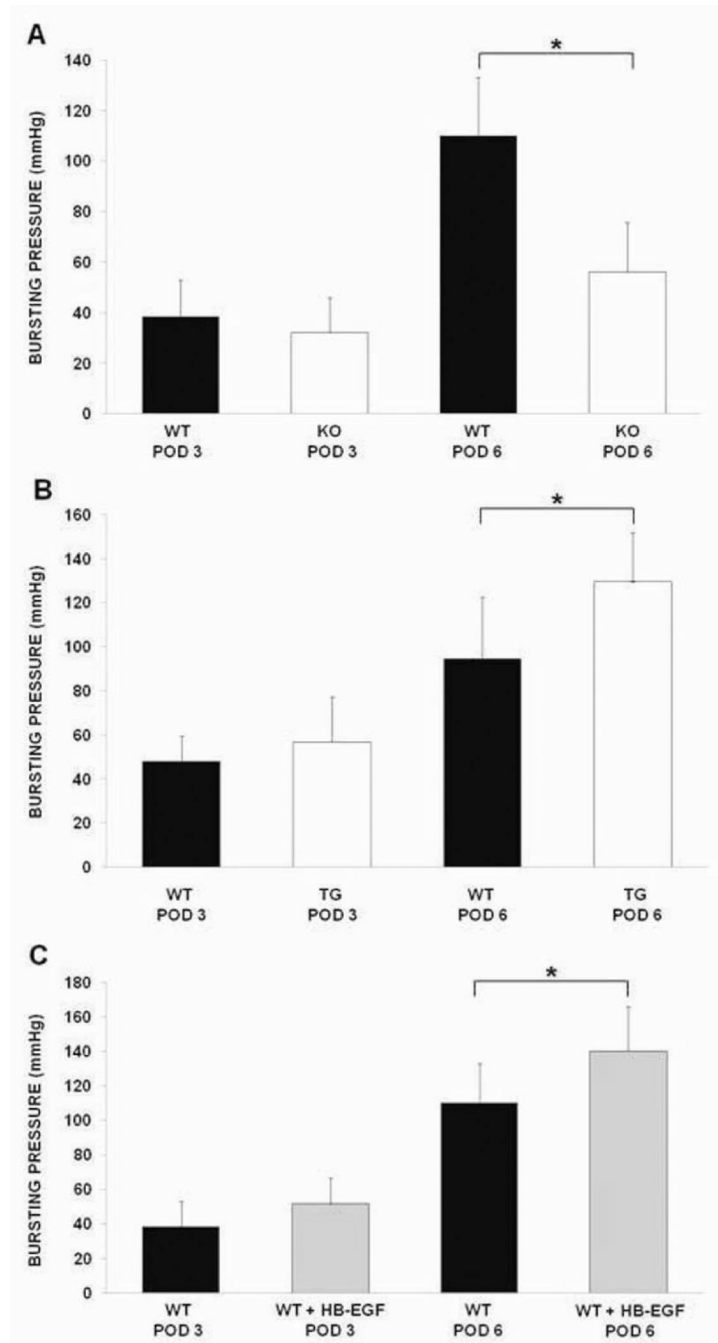 A
*
BURSTING PRESSURE (mmHg)
140
120
100
80
60
40
20
0
WT KO WT KO
POD 3 POD 3 POD 6 POD 6
B
*
BURSTING PRESSURE (mmHg)
160
140
120
100
80
60
40
20
0
WT TG WT TG
POD 3 POD 3 POD 6 POD 6
C
*
BURSTING PRESSURE (mmHg)
180
160
140
120
100
80
60
40
20
0
WT WT + HB-EGF WT WT + HB-EGF
POD 3 POD 3 POD 6 POD 6